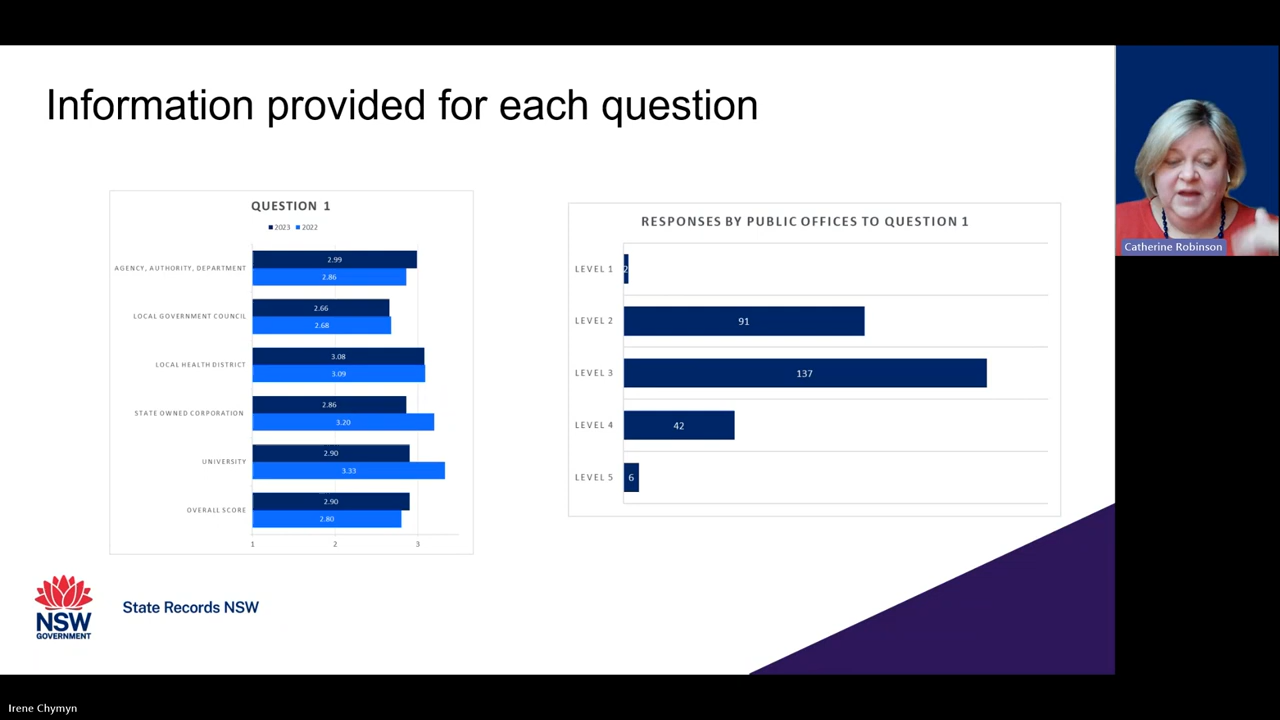 Information provided for each question
QUESTION 1
2023 2022
AGENCY, AUTHORITY, DEPARTMENT
2.99
2.86
LOCAL GOVERNMENT COUNCIL
2.66
2.68
LOCAL HEALTH DISTRICT
3.08
3.09
STATE OWNED CORPORATION
2.86
3.20
UNIVERSITY
2.90
3.33
OVERALL SCORE
2.90
2.80
1 2 3
RESPONSES BY PUBLIC OFFICES TO QUESTION 1
LEVEL 1 2
LEVEL 2 91
LEVEL 3 137
LEVEL 4 42
LEVEL 5 6
NSW
GOVERNMENT
State Records NSW
Catherine Robinson
Irene Chymyn